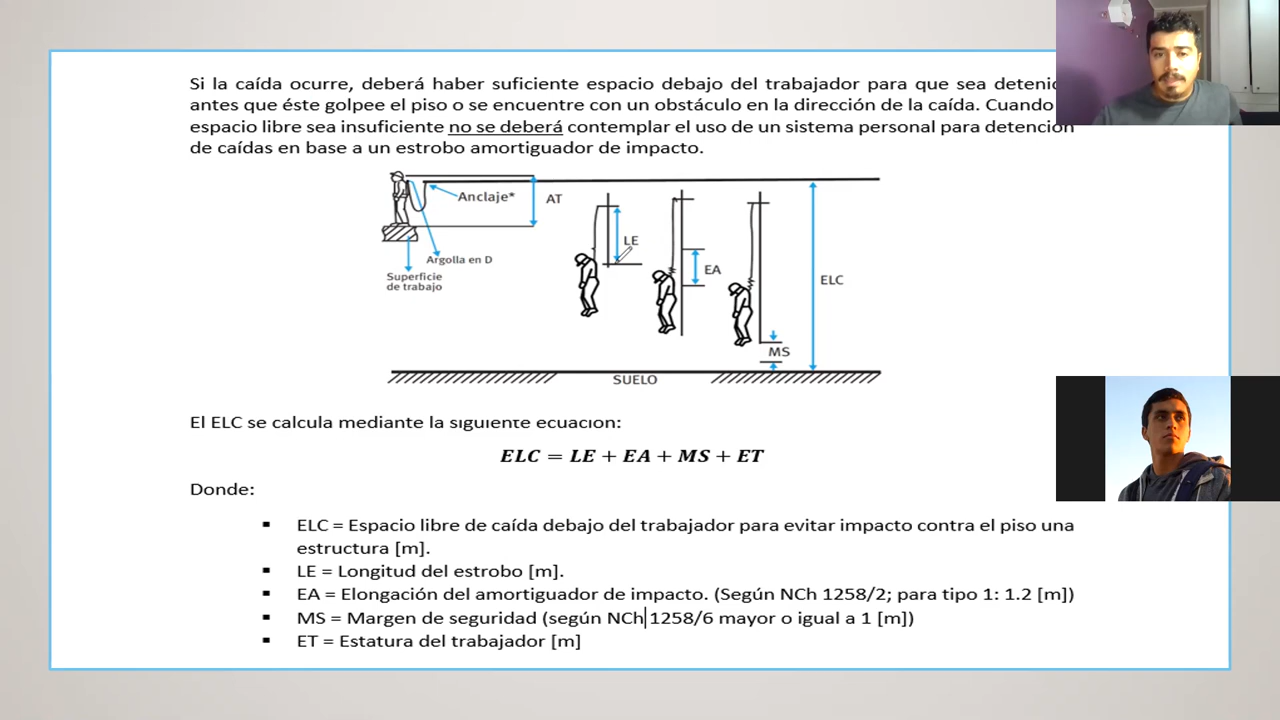 Si la caída ocurre, deberá haber suficiente espacio debajo del trabajador para que sea
antes que éste golpee el piso o se encuentre con un obstáculo en la dirección de la caída. Cuando
espacio libre sea insuficiente no se deberá contemplar el uso de un sistema personal para detención
de caídas en base a un estrobo amortiguador de impacto.
Anclaje*
AT
LE
EA
Argolla en D
Superficie
de trabajo
ELC
MS
SUELO
El ELC se calcula mediante la siguiente ecuación:
ELC = LE + EA + MS + ET
Donde:
▪ ELC = Espacio libre de caída debajo del trabajador para evitar impacto contra el piso una
estructura [m].
▪ LE = Longitud del estrobo [m].
▪ EA = Elongación del amortiguador de impacto. (Según NCh 1258/2; para tipo 1: 1.2 [m])
▪ MS = Margen de seguridad (según NCh 1258/6 mayor o igual a 1 [m])
▪ ET = Estatura del trabajador [m]